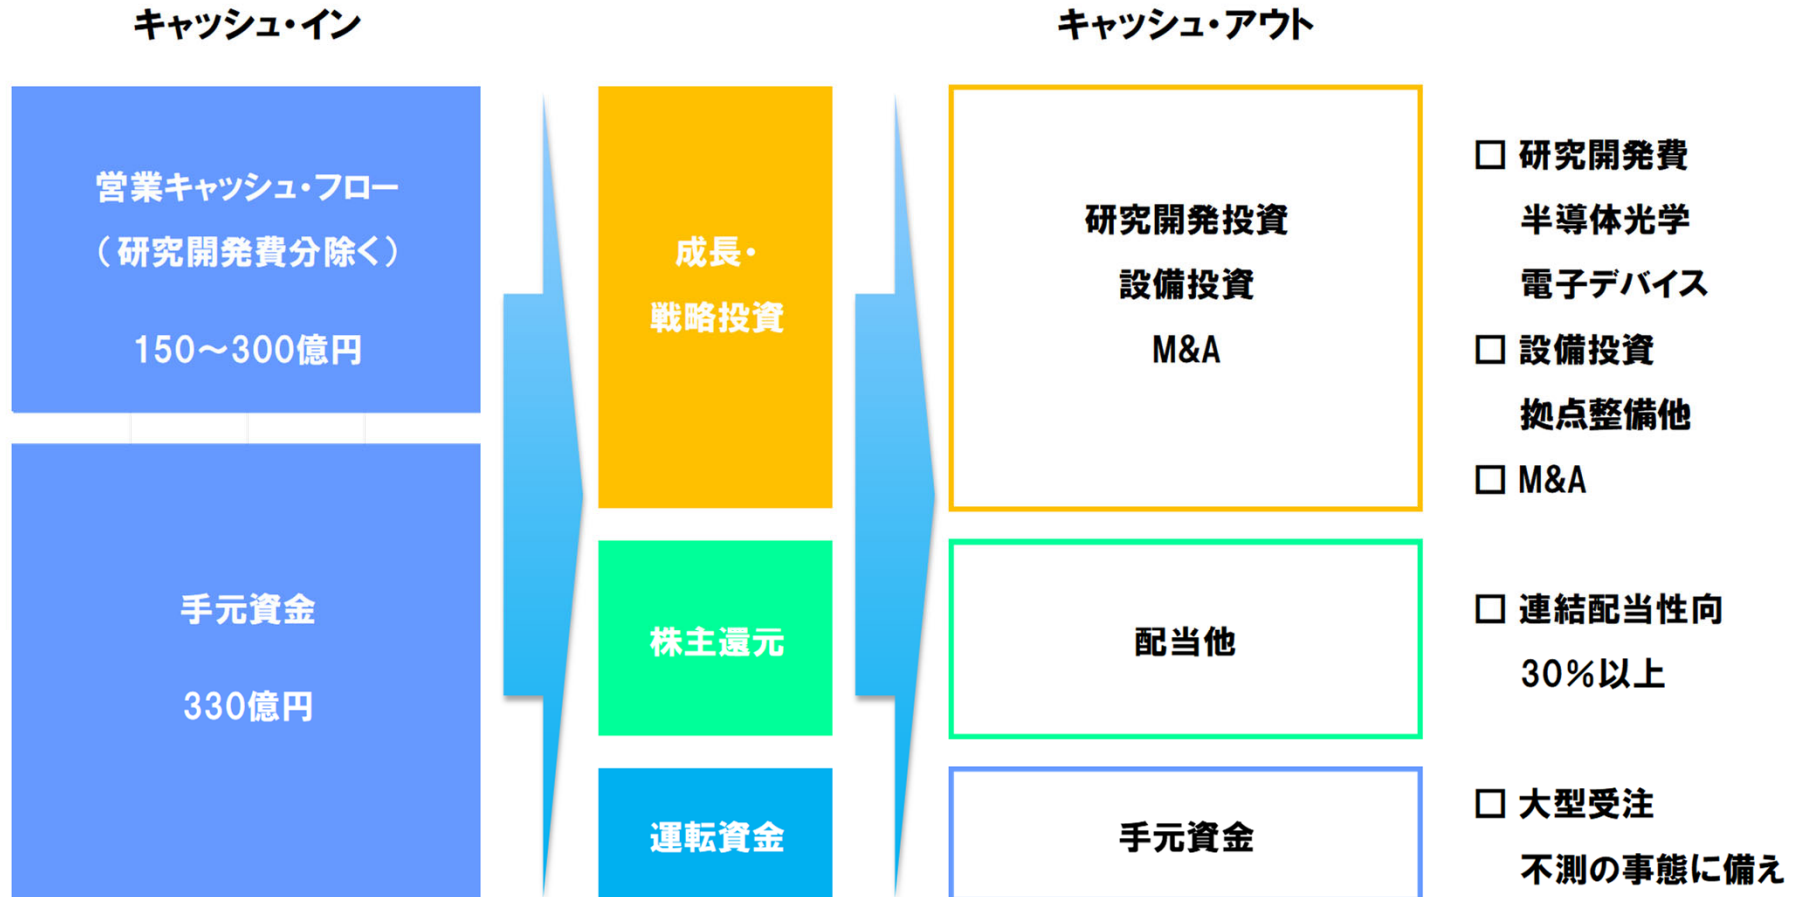 キャッシュ・イン
キャッシュ・アウト
営業キャッシュ・フロー
（研究開発費分除く）
150～300億円
手元資金
330億円
成長・
戦略投資
株主還元
運転資金
研究開発投資
設備投資
M&A
配当他
手元資金
□ 研究開発費
半導体光学
電子デバイス
□ 設備投資
拠点整備他
□ M&A
□ 連結配当性向
30％以上
□ 大型受注
不測の事態に備え